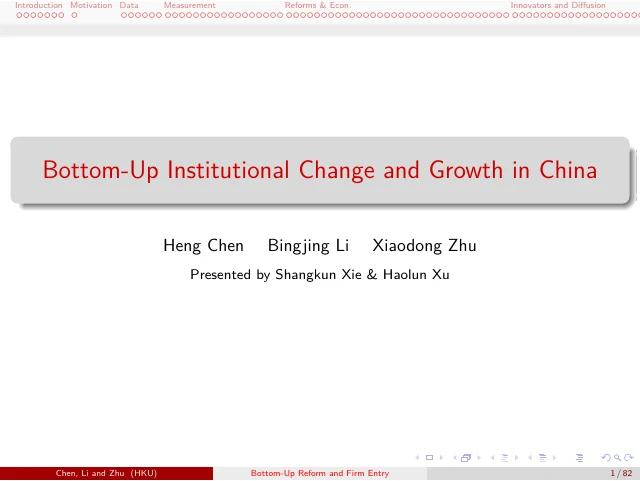 Introduction Motivation Data Measurement Reforms & Econ. Innovators and Diffusion
Bottom-Up Institutional Change and Growth in China
Heng Chen Bingjing Li Xiaodong Zhu
Presented by Shangkun Xie & Haolun Xu
Chen, Li and Zhu (HKU) Bottom-Up Reform and Firm Entry 1 / 82